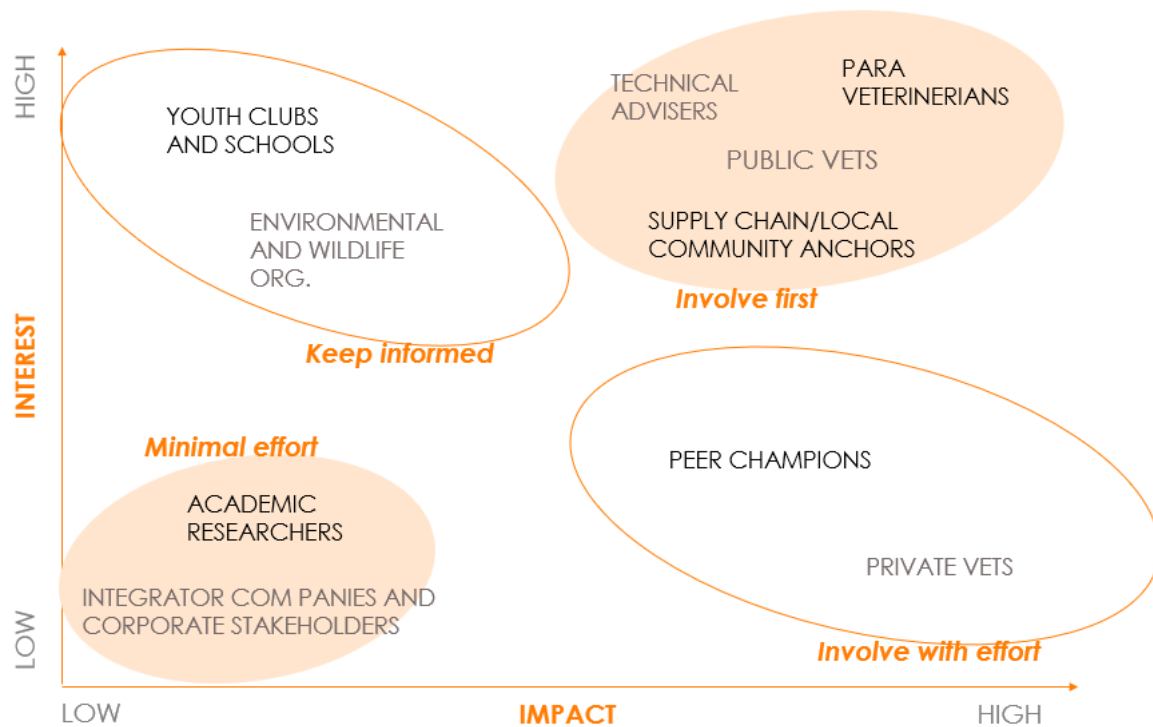 HIGH
INTEREST
LOW
YOUTH CLUBS
AND SCHOOLS
ENVIRONMENTAL
AND WILDLIFE
ORG.
Keep informed
TECHNICAL
ADVISERS
PARA
VETERINERIANS
PUBLIC VETS
SUPPLY CHAIN/LOCAL
COMMUNITY ANCHORS
Involve first
Minimal effort
ACADEMIC
RESEARCHERS
INTEGRATOR COM PANIES AND
CORPORATE STAKEHOLDERS
PEER CHAMPIONS
PRIVATE VETS
Involve with effort
LOW
IMPACT
HIGH